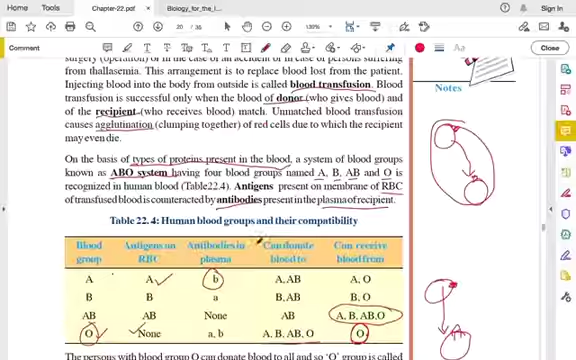 Chapter-22.pdf
Biology_for_the_I...
Sign In
20 / 36
130%
Comment
Close
surgery (operation) or in the case of an accident or in case of persons suffering
from thallasemia. This arrangement is to replace blood lost from the patient.
Injecting blood into the body from outside is called blood transfusion. Blood
transfusion is successful only when the blood of donor (who gives blood) and
of the recipient (who receives blood) match. Unmatched blood transfusion
causes agglutination (clumping together) of red cells due to which the recipient
may even die.
Notes
On the basis of types of proteins present in the blood, a system of blood groups
known as ABO system having four blood groups named A, B, AB and O is
recognized in human blood (Table22.4). Antigens present on membrane of RBC
of transfused blood is counteracted by antibodies present in the plasma of recipient.
Table 22.4: Human blood groups and their compatibility
Blood group Antigens on RBC Antibodies in plasma Can donate blood to Can receive blood from
A A b A, AB A, O
B B a B, AB B, O
AB AB None AB A, B, AB,O
O None a, b A, B, AB, O O
The persons with blood group O can donate blood to all and so 'O' group is called